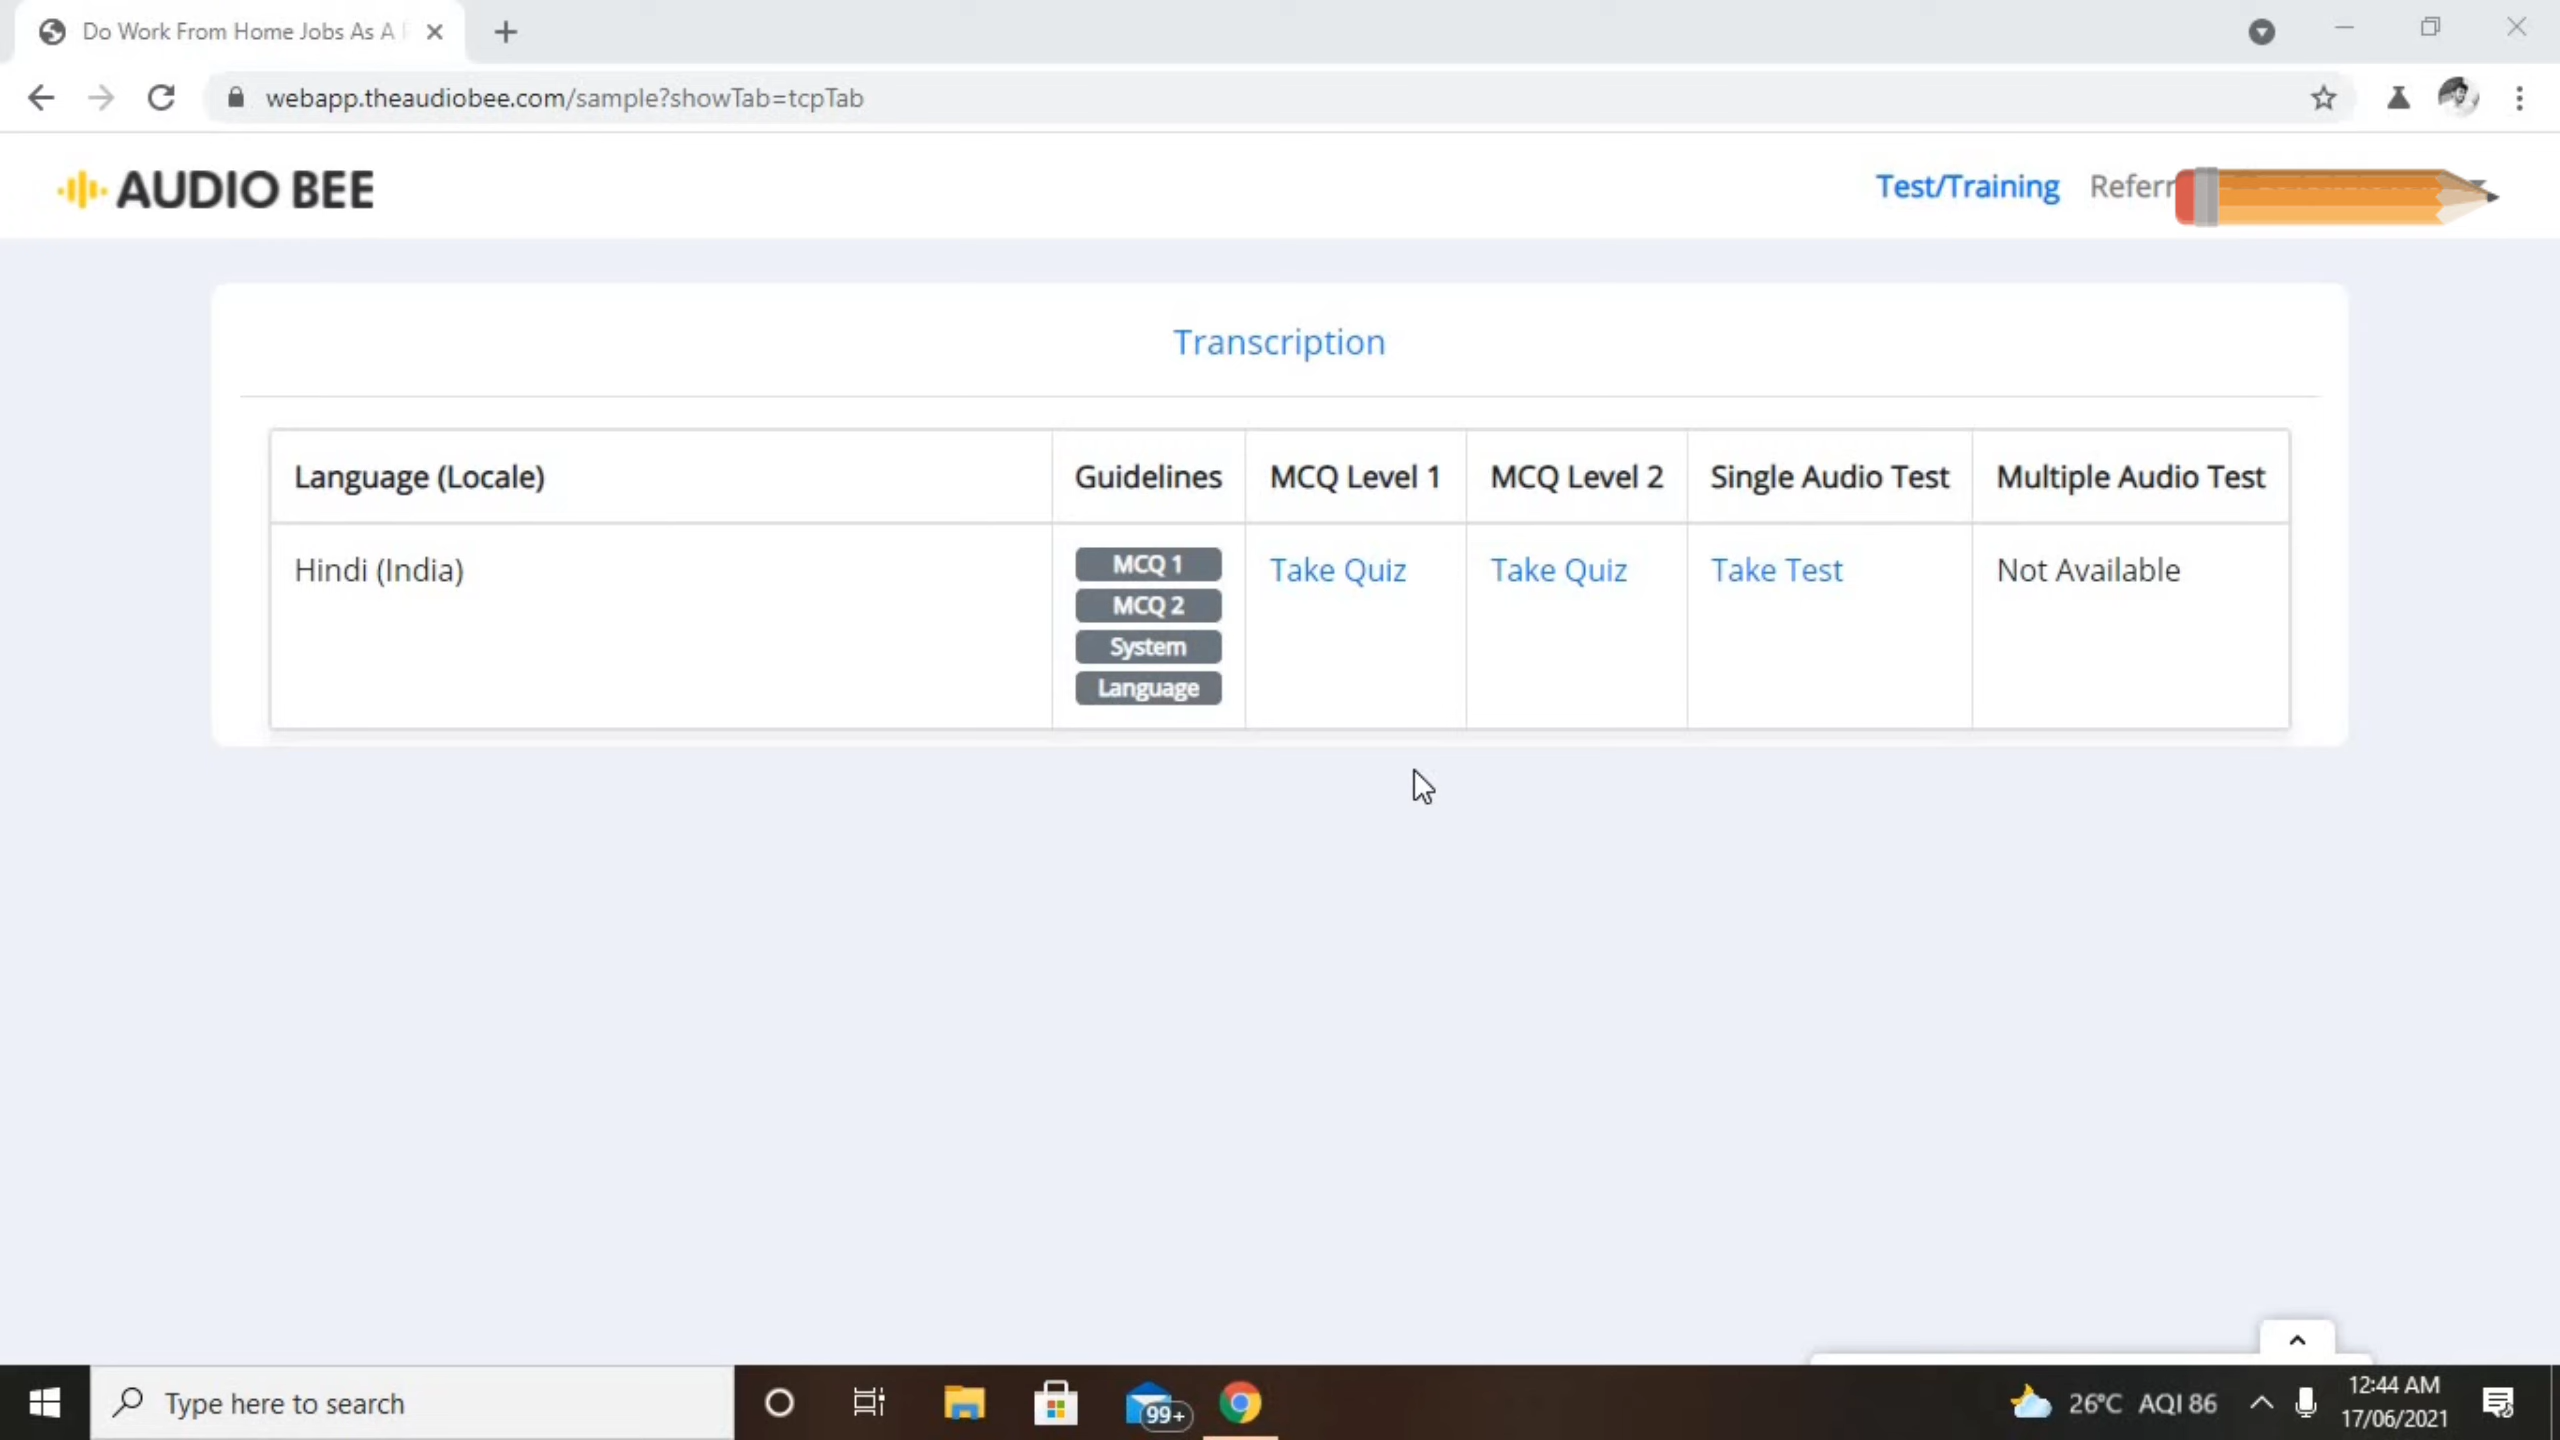 Do Work From Home Jobs As A
webapp.theaudiobee.com/sample?showTab=tcpTab
AUDIO BEE
Test/Training
Transcription
Language (Locale) Guidelines MCQ Level 1 MCQ Level 2 Single Audio Test Multiple Audio Test
Hindi (India) MCQ 1 Take Quiz Take Quiz Take Test Not Available
MCQ 2
System
Language
Type here to search
99+
26°C AQI 86
12:44 AM
17/06/2021